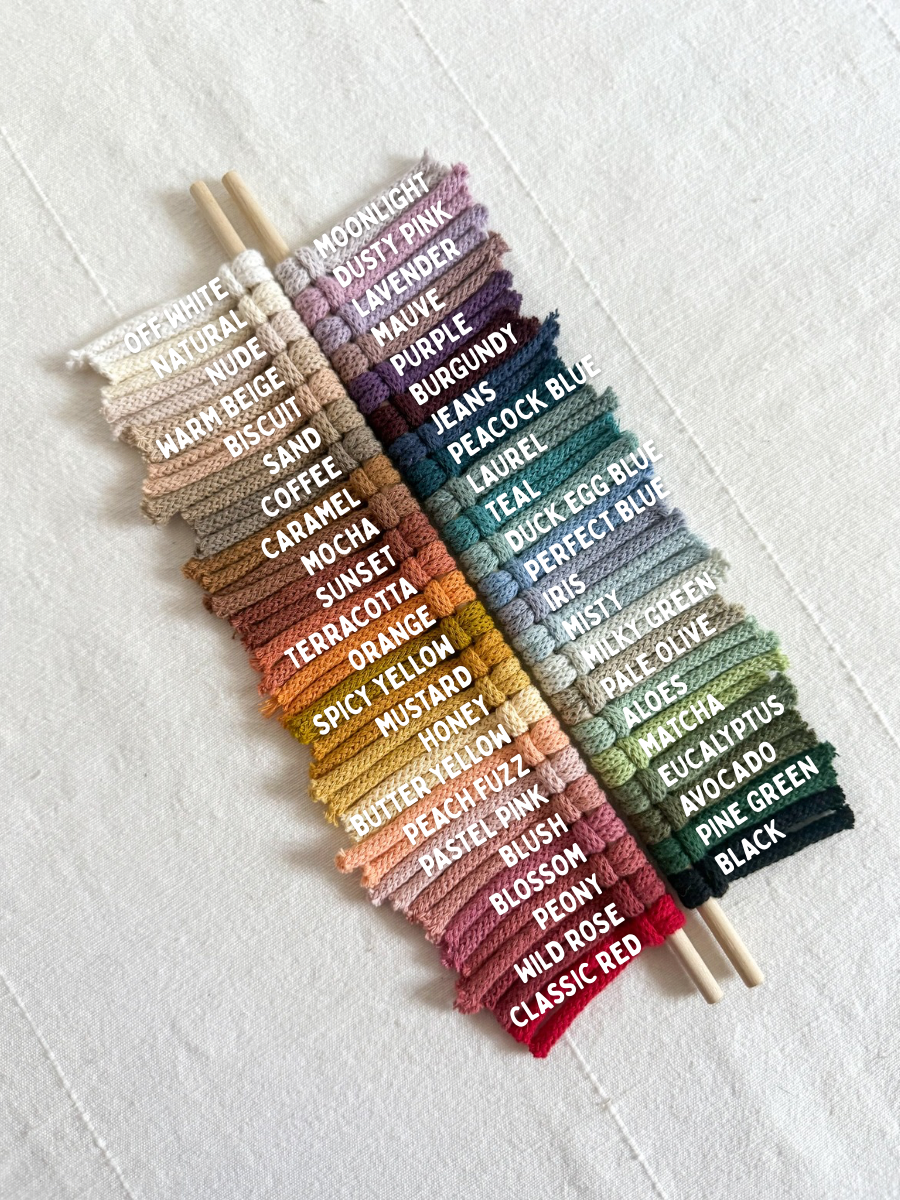 OFF WHITE
NATURAL
NUDE
WARM BEIGE
BISCUIT
SAND
COFFEE
CARAMEL
MOCHA
SUNSET
TERRACOTTA
ORANGE
SPICY YELLOW
MUSTARD
HONEY
BUTTER YELLOW
PEACH FUZZ
PASTEL PINK
BLUSH
BLOSSOM
PEONY
WILD ROSE
CLASSIC RED
MOONLIGHT
DUSTY PINK
LAVENDER
MAUVE
PURPLE
BURGUNDY
JEANS
PEACOCK BLUE
LAUREL
TEAL
DUCK EGG BLUE
PERFECT BLUE
IRIS
MISTY
MILKY GREEN
PALE OLIVE
ALOES
MATCHA
EUCALYPTUS
AVOCADO
PINE GREEN
BLACK